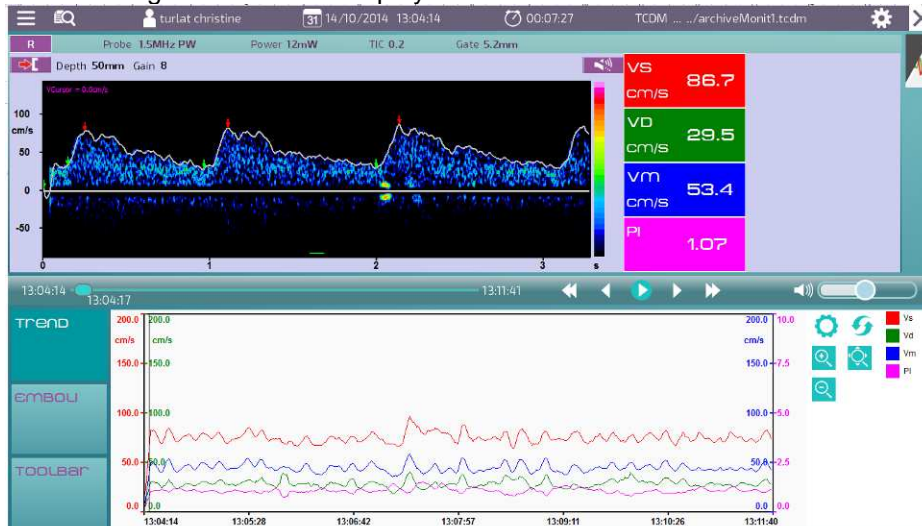 turlat christine 31 14/10/2014 13:04:14 00:07:27 TCDM ... ../archiveMonit1.tcdm
R Probe 1.5MHz PW Power 12mW TIC 0.2 Gate 5.2mm
Depth 50mm Gain 8
VCursor = 0.0cm/s
100
cm/s
50
0
-50
0 1 2 3 s
VS
cm/s 86.7
VD
cm/s 29.5
Vm
cm/s 53.4
PI
1.07
13:04:14 13:11:41
13:04:17
Trend
EMBOLI
TOOLBar
200.0 200.0 200.0 10.0
cm/s cm/s cm/s
150.0 150.0 150.0 7.5
100.0 100.0 100.0 5.0
50.0 50.0 50.0 2.5
0.0 0.0 0.0 0.0
13:04:14 13:05:28 13:06:42 13:07:57 13:09:11 13:10:26 13:11:40
Vs
Vd
Vm
PI